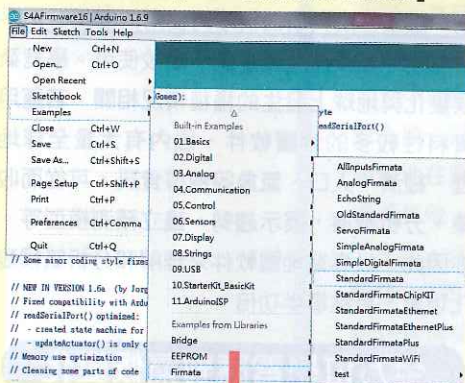 S4AFirmware16 | Arduino 1.6.9
File Edit Sketch Tools Help
New Ctrl+N
Open... Ctrl+O
Open Recent
Sketchbook
Examples
Close Ctrl+W
Save Ctrl+S
Save As... Ctrl+Shift+S
Page Setup Ctrl+Shift+P
Print Ctrl+P
Preferences Ctrl+Comma
Quit Ctrl+Q
Built-in Examples
01.Basics
02.Digital
03.Analog
04.Communication
05.Control
06.Sensors
07.Display
08.Strings
09.USB
10.StarterKit_BasicKit
11.ArduinoISP
Examples from Libraries
Bridge
EEPROM
Firmata
AllInputsFirmata
AnalogFirmata
EchoString
OldStandardFirmata
ServoFirmata
SimpleAnalogFirmata
SimpleDigitalFirmata
StandardFirmata
StandardFirmataChipKIT
StandardFirmataEthernet
StandardFirmataEthernetPlus
StandardFirmataPlus
StandardFirmataWiFi
test
Gomez):
yte
eadSerialPort()
// Some minor coding style fixes
// NEW IN VERSION 1.6a (by Jorg
// Fixed compatibility with Ardu
// readSerialPort() optimized:
// - created state machine for
// - updateActuator() is only c
// Memory use optimization
// Cleaning some parts of code